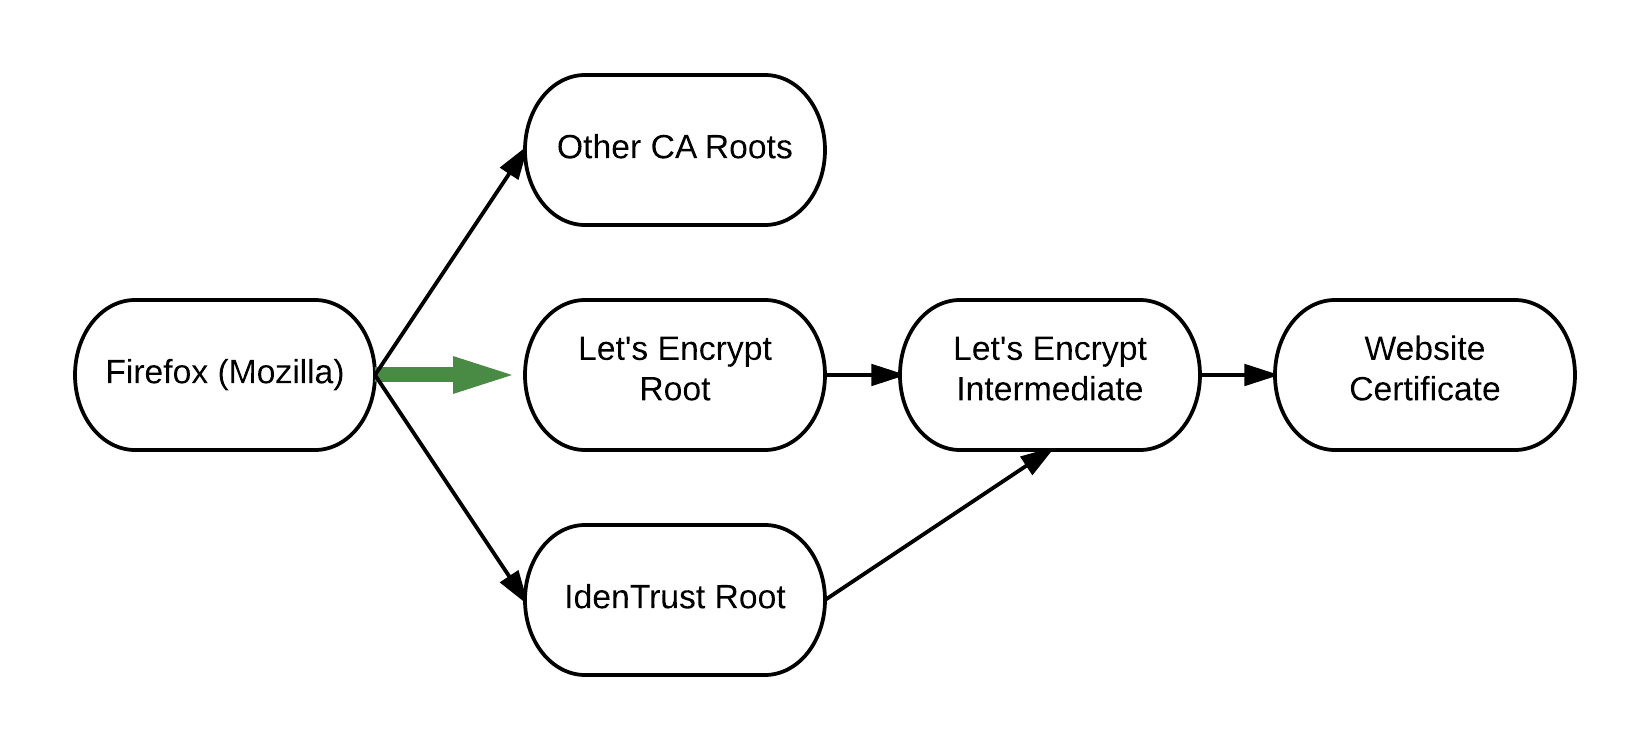 Other CA Roots
Firefox (Mozilla)
Let's Encrypt
Root
Let's Encrypt
Intermediate
Website
Certificate
IdenTrust Root